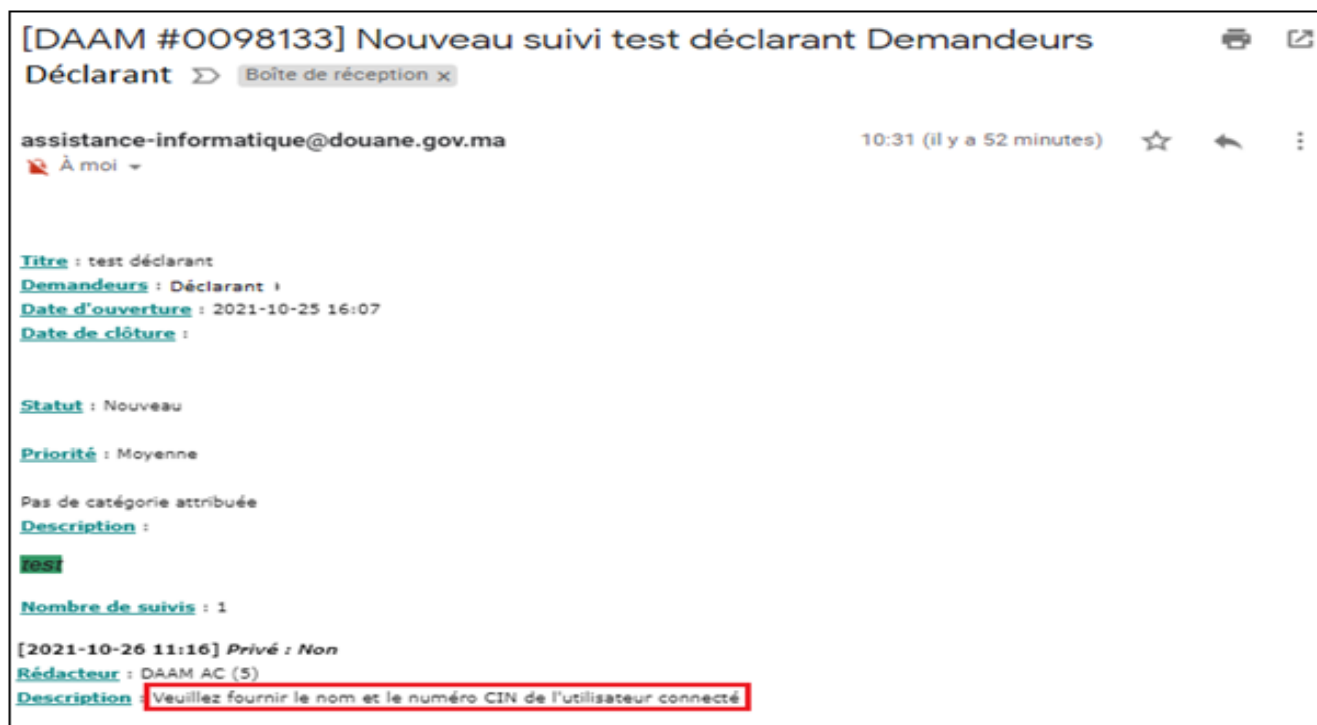 [DAAM #0098133] Nouveau suivi test déclarant Demandeurs
Déclarant Boîte de réception x
assistance-informatique@douane.gov.ma 10:31 (il y a 52 minutes)
À moi
Titre : test déclarant
Demandeurs : Déclarant
Date d'ouverture : 2021-10-25 16:07
Date de clôture :
Statut : Nouveau
Priorité : Moyenne
Pas de catégorie attribuée
Description :
test
Nombre de suivis : 1
[2021-10-26 11:16] Privé : Non
Rédacteur : DAAM AC (5)
Description : Veuillez fournir le nom et le numéro CIN de l'utilisateur connecté